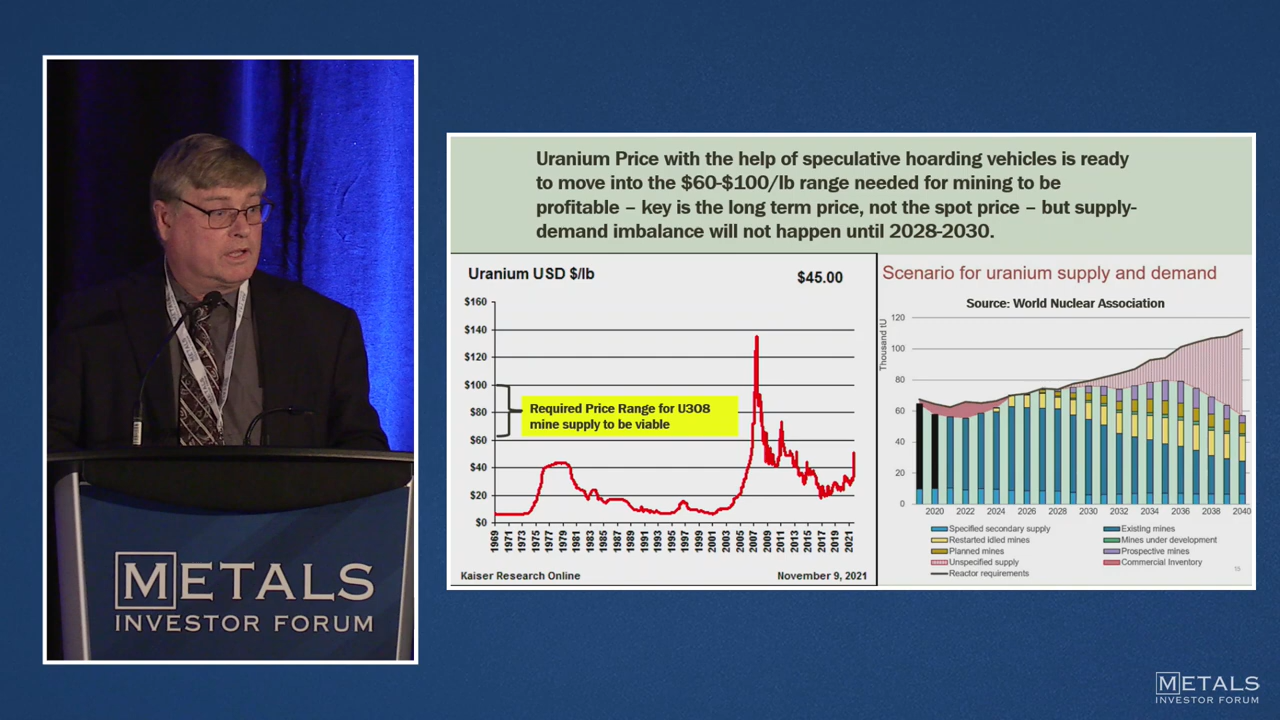 METALS
INVESTOR FORUM
Uranium Price with the help of speculative hoarding vehicles is ready
to move into the $60-$100/lb range needed for mining to be
profitable – key is the long term price, not the spot price – but supply-
demand imbalance will not happen until 2028-2030.
Uranium USD $/lb
$45.00
$160
$140
$120
$100
$80
$60
$40
$20
$0
Required Price Range for U3O8
mine supply to be viable
1969 1971 1973 1975 1977 1979 1981 1983 1985 1987 1989 1991 1993 1995 1997 1999 2001 2003 2005 2007 2009 2011 2013 2015 2017 2019 2021
Kaiser Research Online
November 9, 2021
Scenario for uranium supply and demand
Source: World Nuclear Association
Thousand tU
120
100
80
60
40
20
0
2020 2022 2024 2026 2028 2030 2032 2034 2036 2038 2040
Specified secondary supply
Existing mines
Restarted idled mines
Mines under development
Planned mines
Prospective mines
Unspecified supply
Commercial Inventory
Reactor requirements
METALS
INVESTOR FORUM